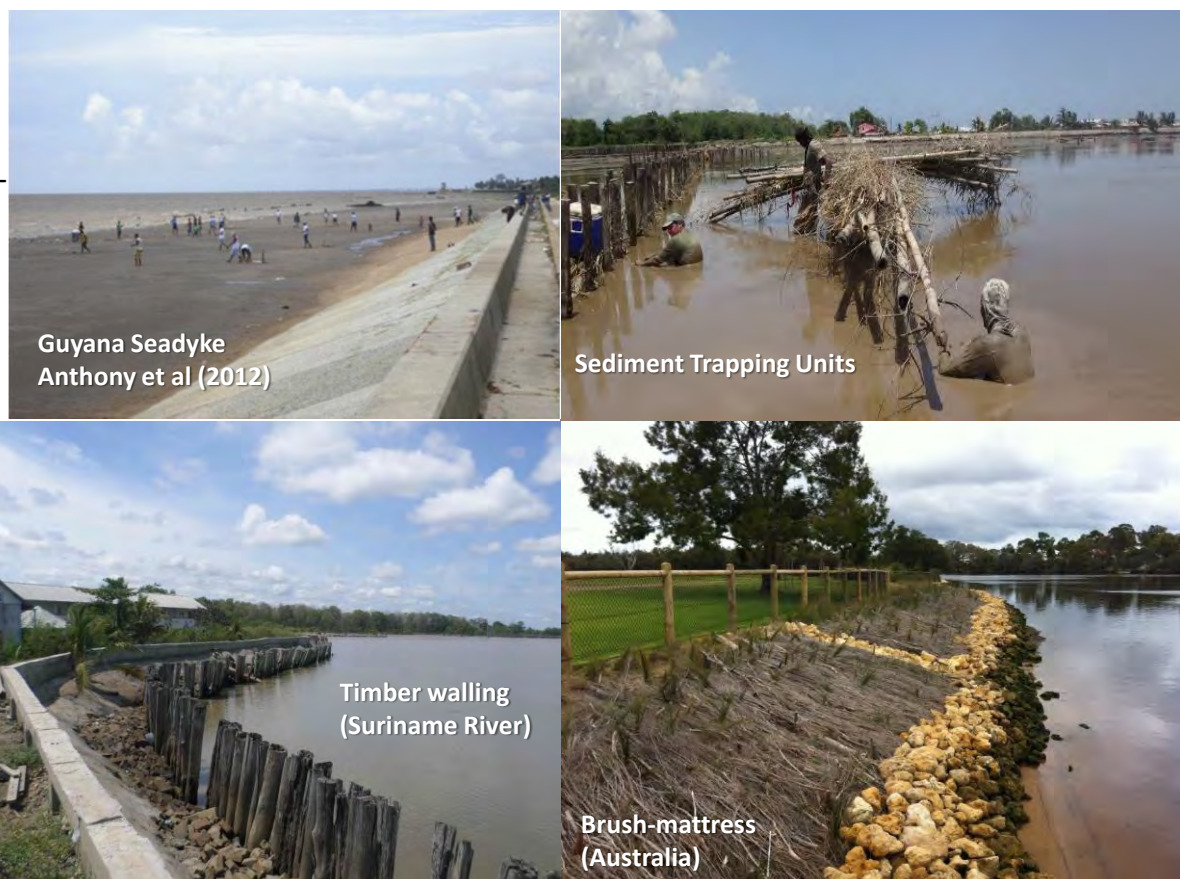 Guyana Seadyke
Anthony et al (2012)
Sediment Trapping Units
Timber walling
(Suriname River)
Brush-mattress
(Australia)